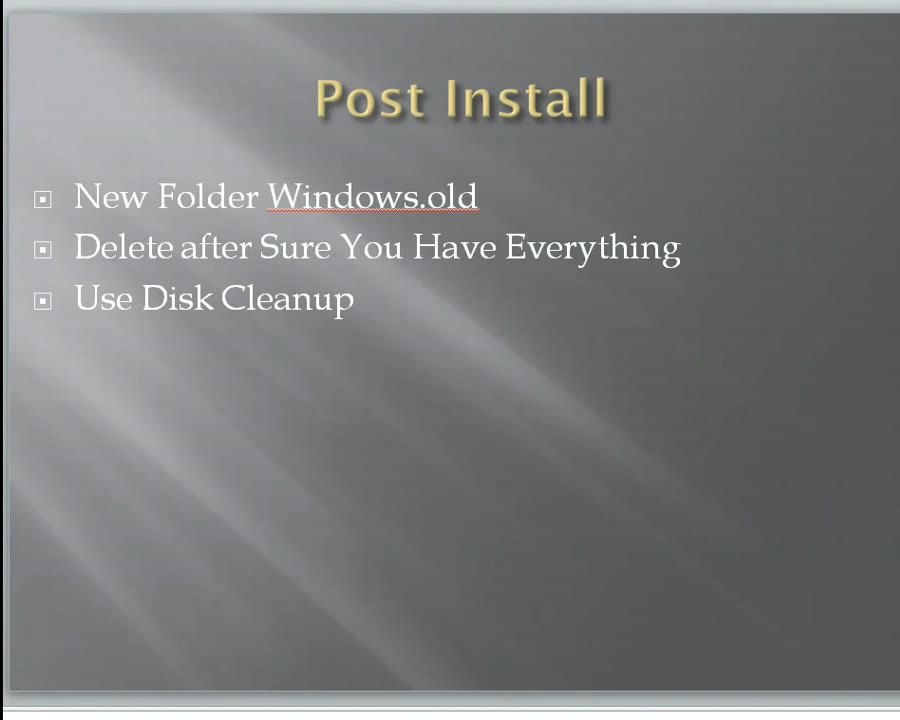 Post Install
New Folder Windows.old
Delete after Sure You Have Everything
Use Disk Cleanup